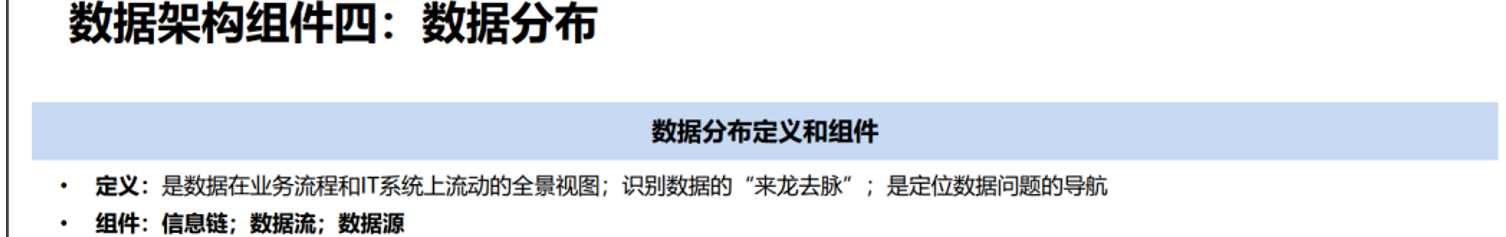 数据架构组件四：数据分布
数据分布定义和组件
• 定义：是数据在业务流程和IT系统上流动的全景视图；识别数据的“来龙去脉”；是定位数据问题的导航
• 组件：信息链；数据流；数据源